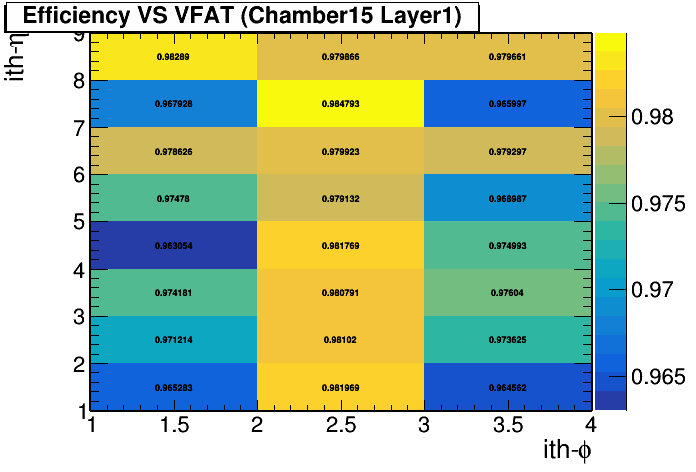 Efficiency VS VFAT (Chamber15 Layer1)
ith-η
9
8
7
6
5
4
3
2
1
0.98289 0.979866 0.979661
0.967928 0.984793 0.965997
0.978626 0.979923 0.979297
0.97478 0.979132 0.968987
0.963054 0.981769 0.974993
0.974181 0.980791 0.97604
0.971214 0.98102 0.973625
0.965283 0.981969 0.964562
1 1.5 2 2.5 3 3.5 4
ith-ϕ
0.98
0.975
0.97
0.965